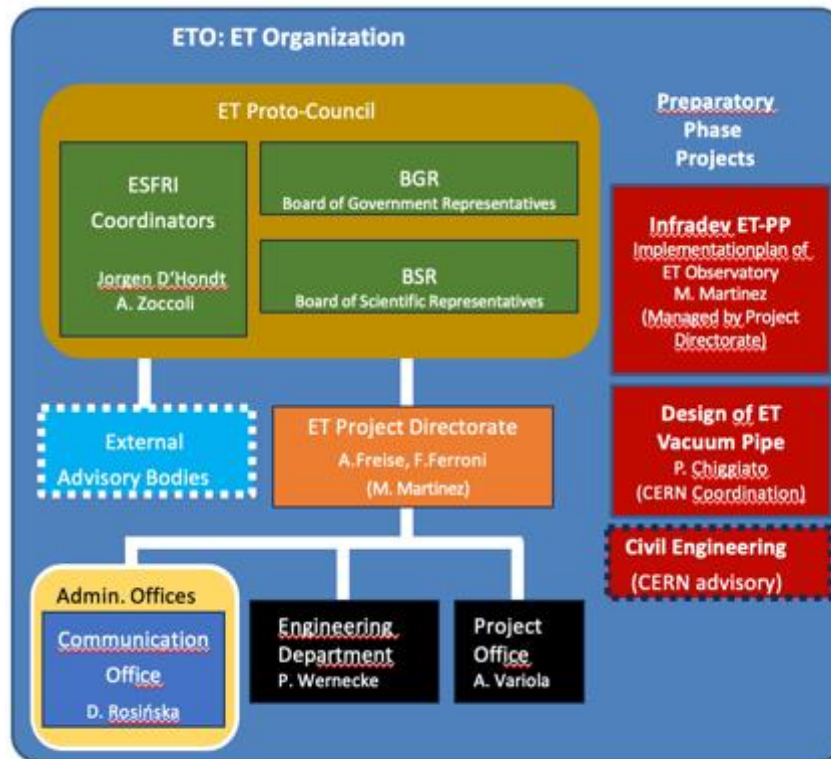 ETO: ET Organization
ET Proto-Council
ESFRI
Coordinators
Jorgen D'Hondt
A. Zoccoli
BGR
Board of Government Representatives
BSR
Board of Scientific Representatives
External
Advisory Bodies
ET Project Directorate
A.Freise, F.Ferroni
(M. Martinez)
Admin. Offices
Communication
Office
D. Rosińska
Engineering
Department
P. Wernecke
Project
Office
A. Variola
Preparatory
Phase
Projects
Infradev ET-PP
Implementationplan of
ET Observatory
M. Martinez
(Managed by Project
Directorate)
Design of ET
Vacuum Pipe
P. Chiggiato
(CERN Coordination)
Civil Engineering
(CERN advisory)